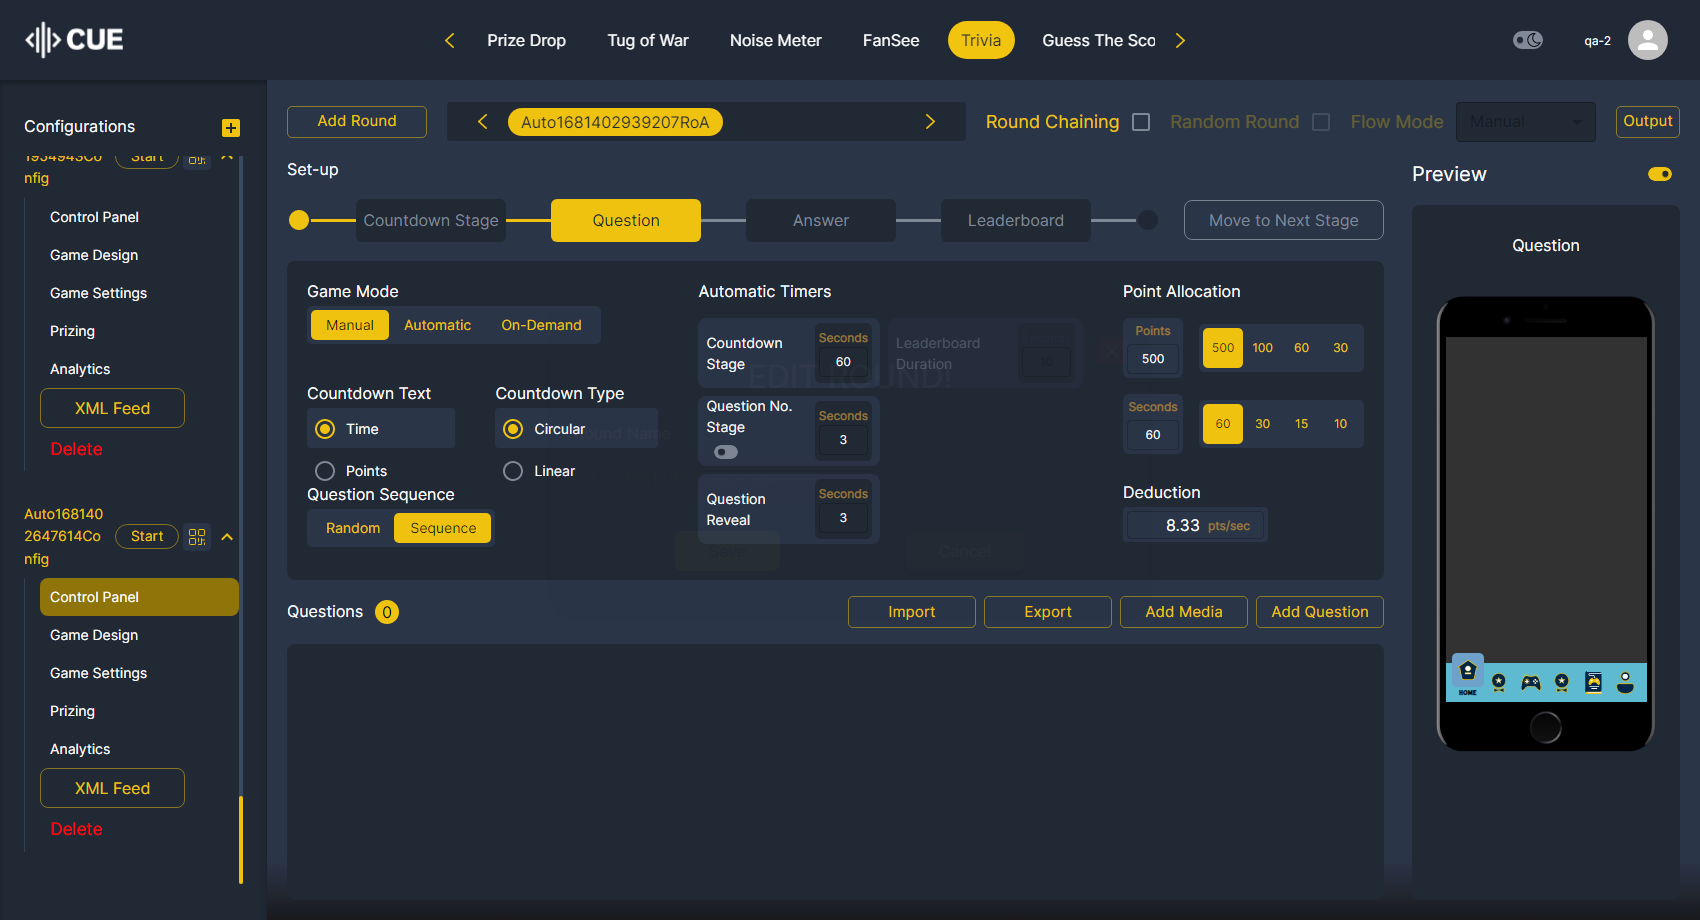 CUE
Prize Drop
Tug of War
Noise Meter
FanSee
Trivia
Guess The Sco
qa-2
Configurations
nfig
Start
Control Panel
Game Design
Game Settings
Prizing
Analytics
XML Feed
Delete
Auto168140
2647614Co
nfig
Start
Control Panel
Game Design
Game Settings
Prizing
Analytics
XML Feed
Delete
Add Round
Auto1681402939207RoA
Round Chaining
Random Round
Flow Mode
Manual
Output
Set-up
Countdown Stage
Question
Answer
Leaderboard
Move to Next Stage
Game Mode
Manual
Automatic
On-Demand
Countdown Text
Time
Points
Countdown Type
Circular
Linear
Question Sequence
Random
Sequence
Automatic Timers
Countdown
Stage
Seconds
60
Leaderboard
Duration
10
Question No.
Stage
Seconds
3
Question
Reveal
Seconds
3
EDIT ROUND!
Round Name
Cancel
Point Allocation
Points
500
500
100
60
30
Seconds
60
60
30
15
10
Deduction
8.33 pts/sec
Questions 0
Import
Export
Add Media
Add Question
Preview
Question
HOME